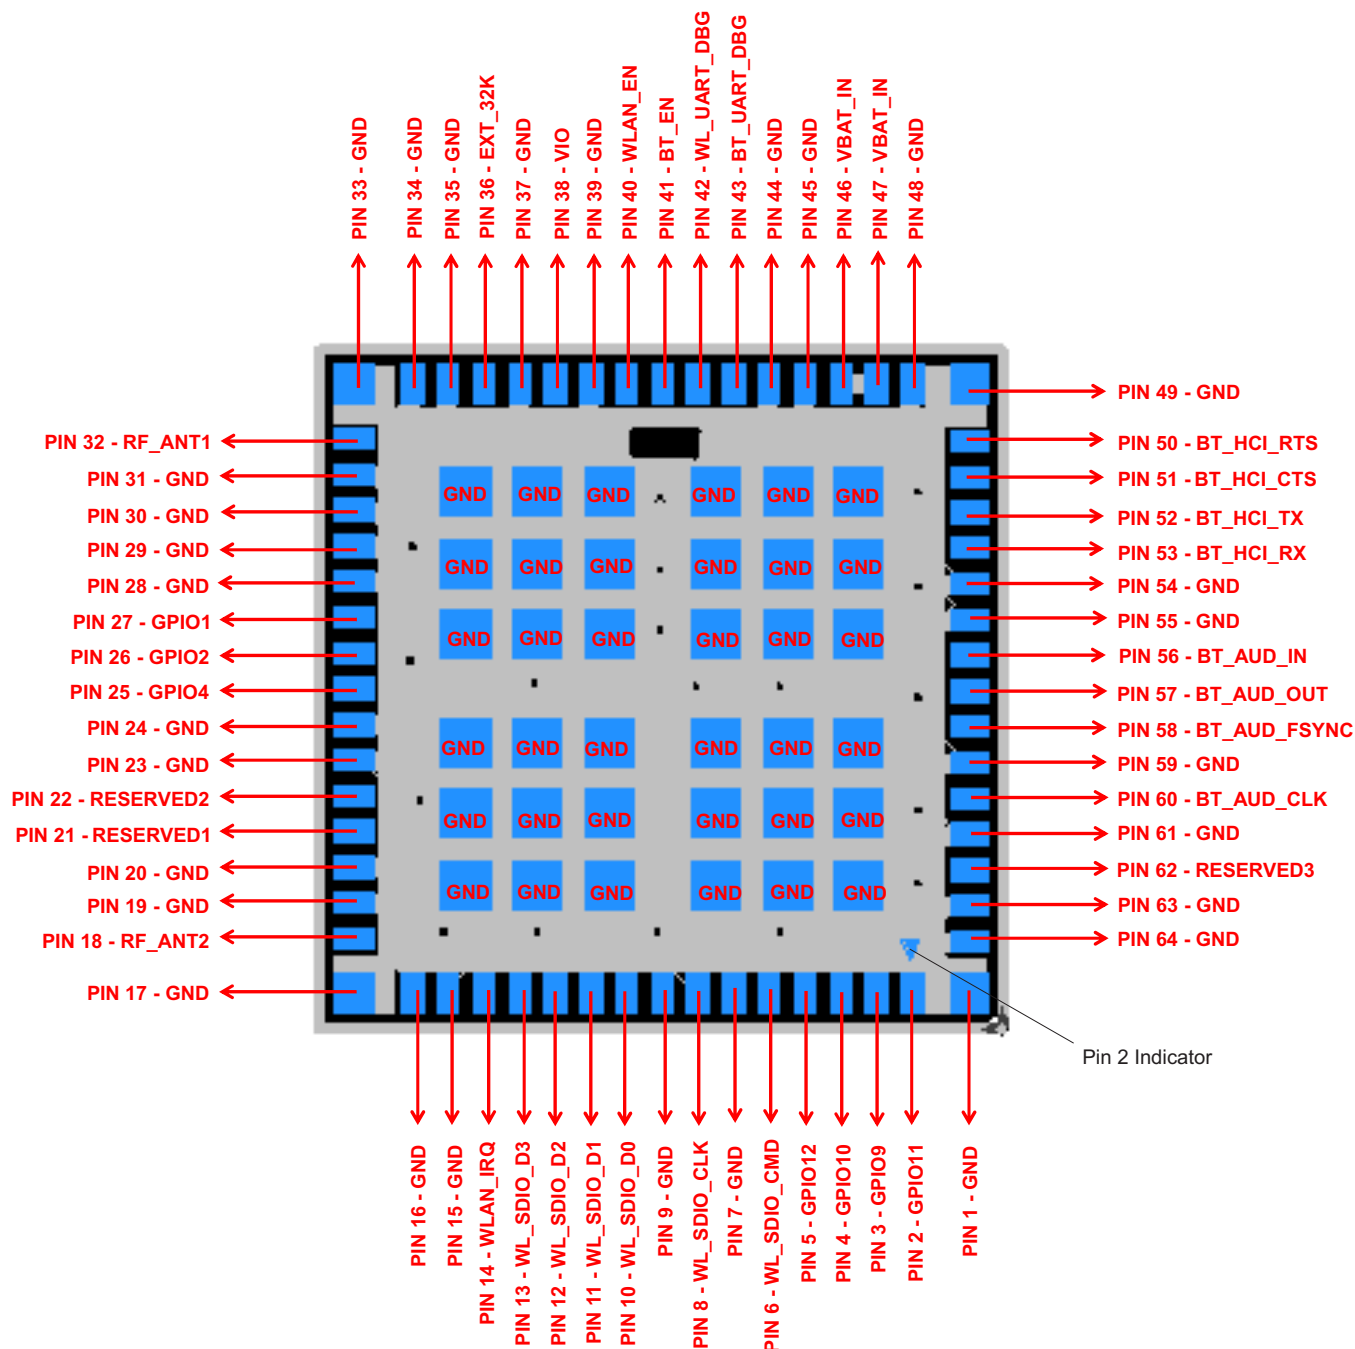 PIN 33 - GND
PIN 34 - GND
PIN 35 - GND
PIN 36 - EXT_32K
PIN 37 - GND
PIN 38 - VIO
PIN 39 - GND
PIN 40 - WLAN_EN
PIN 41 - BT_EN
PIN 42 - WL_UART_DBG
PIN 43 - BT_UART_DBG
PIN 44 - GND
PIN 45 - GND
PIN 46 - VBAT_IN
PIN 47 - VBAT_IN
PIN 48 - GND
PIN 32 - RF_ANT1
PIN 31 - GND
PIN 30 - GND
PIN 29 - GND
PIN 28 - GND
PIN 27 - GPIO1
PIN 26 - GPIO2
PIN 25 - GPIO4
PIN 24 - GND
PIN 23 - GND
PIN 22 - RESERVED2
PIN 21 - RESERVED1
PIN 20 - GND
PIN 19 - GND
PIN 18 - RF_ANT2
PIN 17 - GND
GND GND GND GND GND GND
GND GND GND GND GND GND
GND GND GND GND GND GND
GND GND GND GND GND GND
GND GND GND GND GND GND
GND GND GND GND GND GND
PIN 49 - GND
PIN 50 - BT_HCI_RTS
PIN 51 - BT_HCI_CTS
PIN 52 - BT_HCI_TX
PIN 53 - BT_HCI_RX
PIN 54 - GND
PIN 55 - GND
PIN 56 - BT_AUD_IN
PIN 57 - BT_AUD_OUT
PIN 58 - BT_AUD_FSYNC
PIN 59 - GND
PIN 60 - BT_AUD_CLK
PIN 61 - GND
PIN 62 - RESERVED3
PIN 63 - GND
PIN 64 - GND
Pin 2 Indicator
PIN 16 - GND
PIN 15 - GND
PIN 14 - WLAN_IRQ
PIN 13 - WL_SDIO_D3
PIN 12 - WL_SDIO_D2
PIN 11 - WL_SDIO_D1
PIN 10 - WL_SDIO_D0
PIN 9 - GND
PIN 8 - WL_SDIO_CLK
PIN 7 - GND
PIN 6 - WL_SDIO_CMD
PIN 5 - GPIO12
PIN 4 - GPIO10
PIN 3 - GPIO9
PIN 2 - GPIO11
PIN 1 - GND